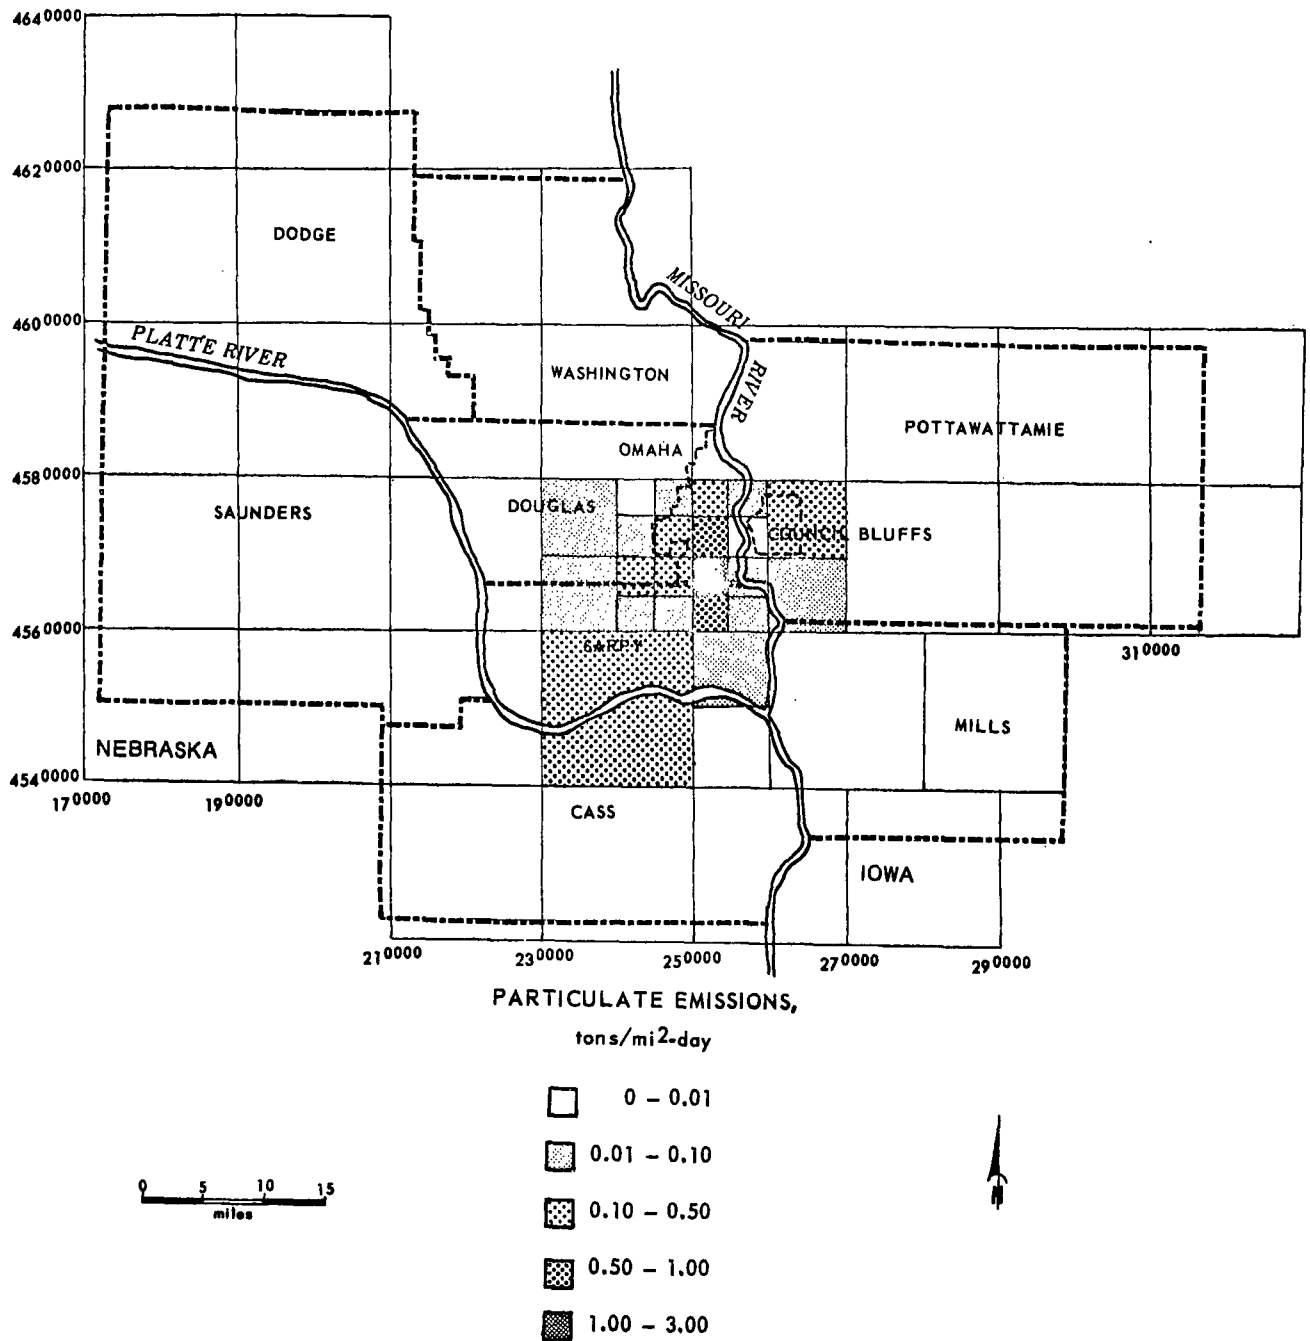 4640000
4620000
DODGE
MISSOURI
RIVER
4600000
PLATTE RIVER
WASHINGTON
POTTAWATTAMIE
OMAHA
4580000
SAUNDERS
DOUGLAS
COUNCIL BLUFFS
4560000
SARPY
310000
NEBRASKA
MILLS
4540000
170000
190000
CASS
IOWA
210000
230000
250000
270000
290000
PARTICULATE EMISSIONS,
tons/mi2-day
0 – 0.01
0.01 – 0.10
0.10 – 0.50
0.50 – 1.00
1.00 – 3.00
0 5 10 15
miles
N